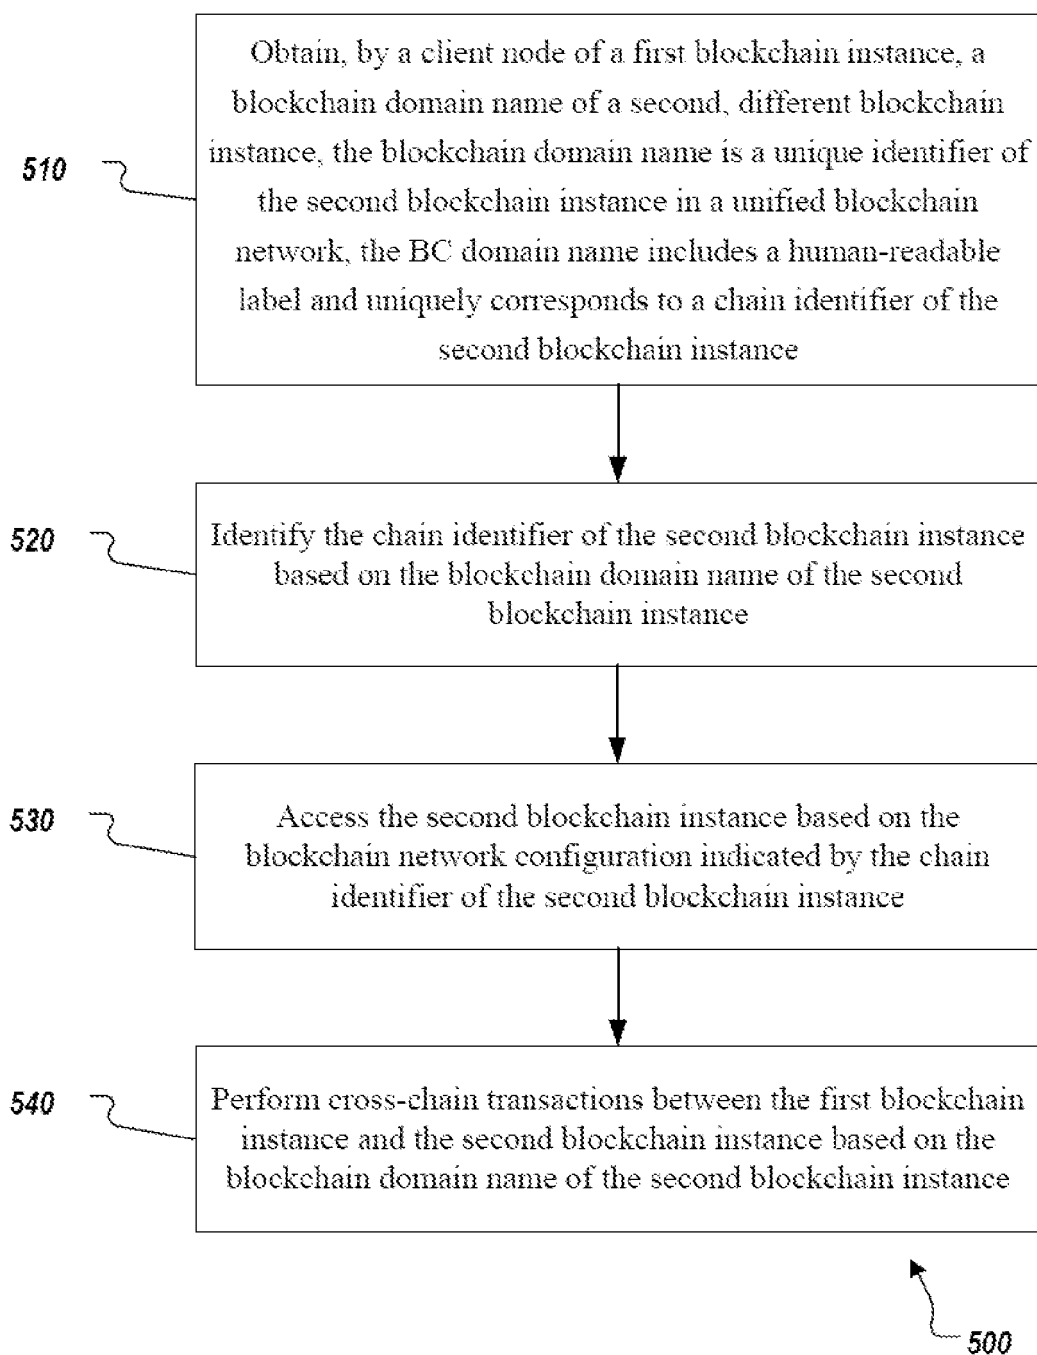 Obtain, by a client node of a first blockchain instance, a
blockchain domain name of a second, different blockchain
instance, the blockchain domain name is a unique identifier of
the second blockchain instance in a unified blockchain
network, the BC domain name includes a human-readable
label and uniquely corresponds to a chain identifier of the
second blockchain instance
510
Identify the chain identifier of the second blockchain instance
based on the blockchain domain name of the second
blockchain instance
520
Access the second blockchain instance based on the
blockchain network configuration indicated by the chain
identifier of the second blockchain instance
530
Perform cross-chain transactions between the first blockchain
instance and the second blockchain instance based on the
blockchain domain name of the second blockchain instance
540
500